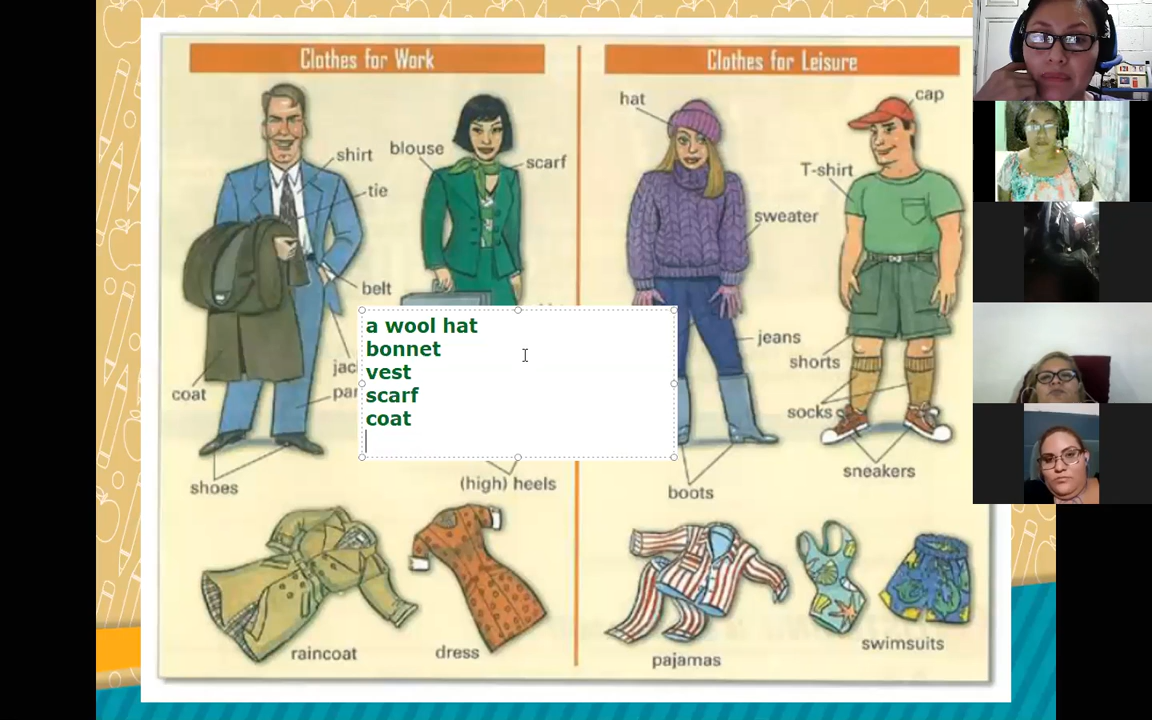 Clothes for Work
Clothes for Leisure
hat
cap
shirt
blouse
scarf
T-shirt
tie
sweater
belt
a wool hat
bonnet
vest
scarf
coat
jeans
shorts
coat
socks
shoes
(high) heels
boots
sneakers
raincoat
dress
pajamas
swimsuits